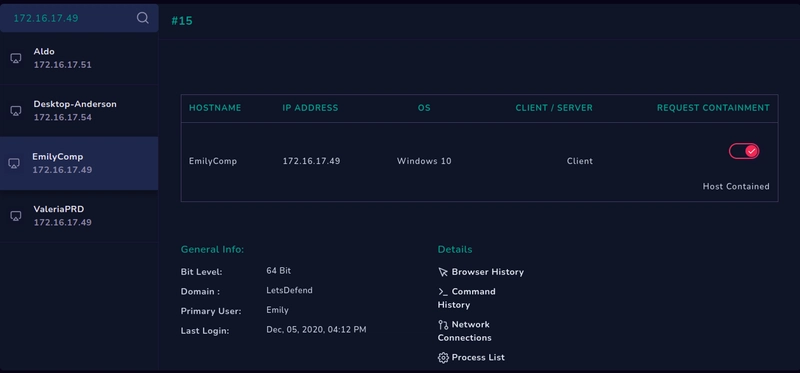 172.16.17.49
#15
Aldo
172.16.17.51
Desktop-Anderson
172.16.17.54
EmilyComp
172.16.17.49
ValeriaPRD
172.16.17.49
HOSTNAME IP ADDRESS OS CLIENT / SERVER REQUEST CONTAINMENT
EmilyComp 172.16.17.49 Windows 10 Client
Host Contained
General Info:
Bit Level: 64 Bit
Domain : LetsDefend
Primary User: Emily
Last Login: Dec, 05, 2020, 04:12 PM
Details
Browser History
Command
History
Network
Connections
Process List